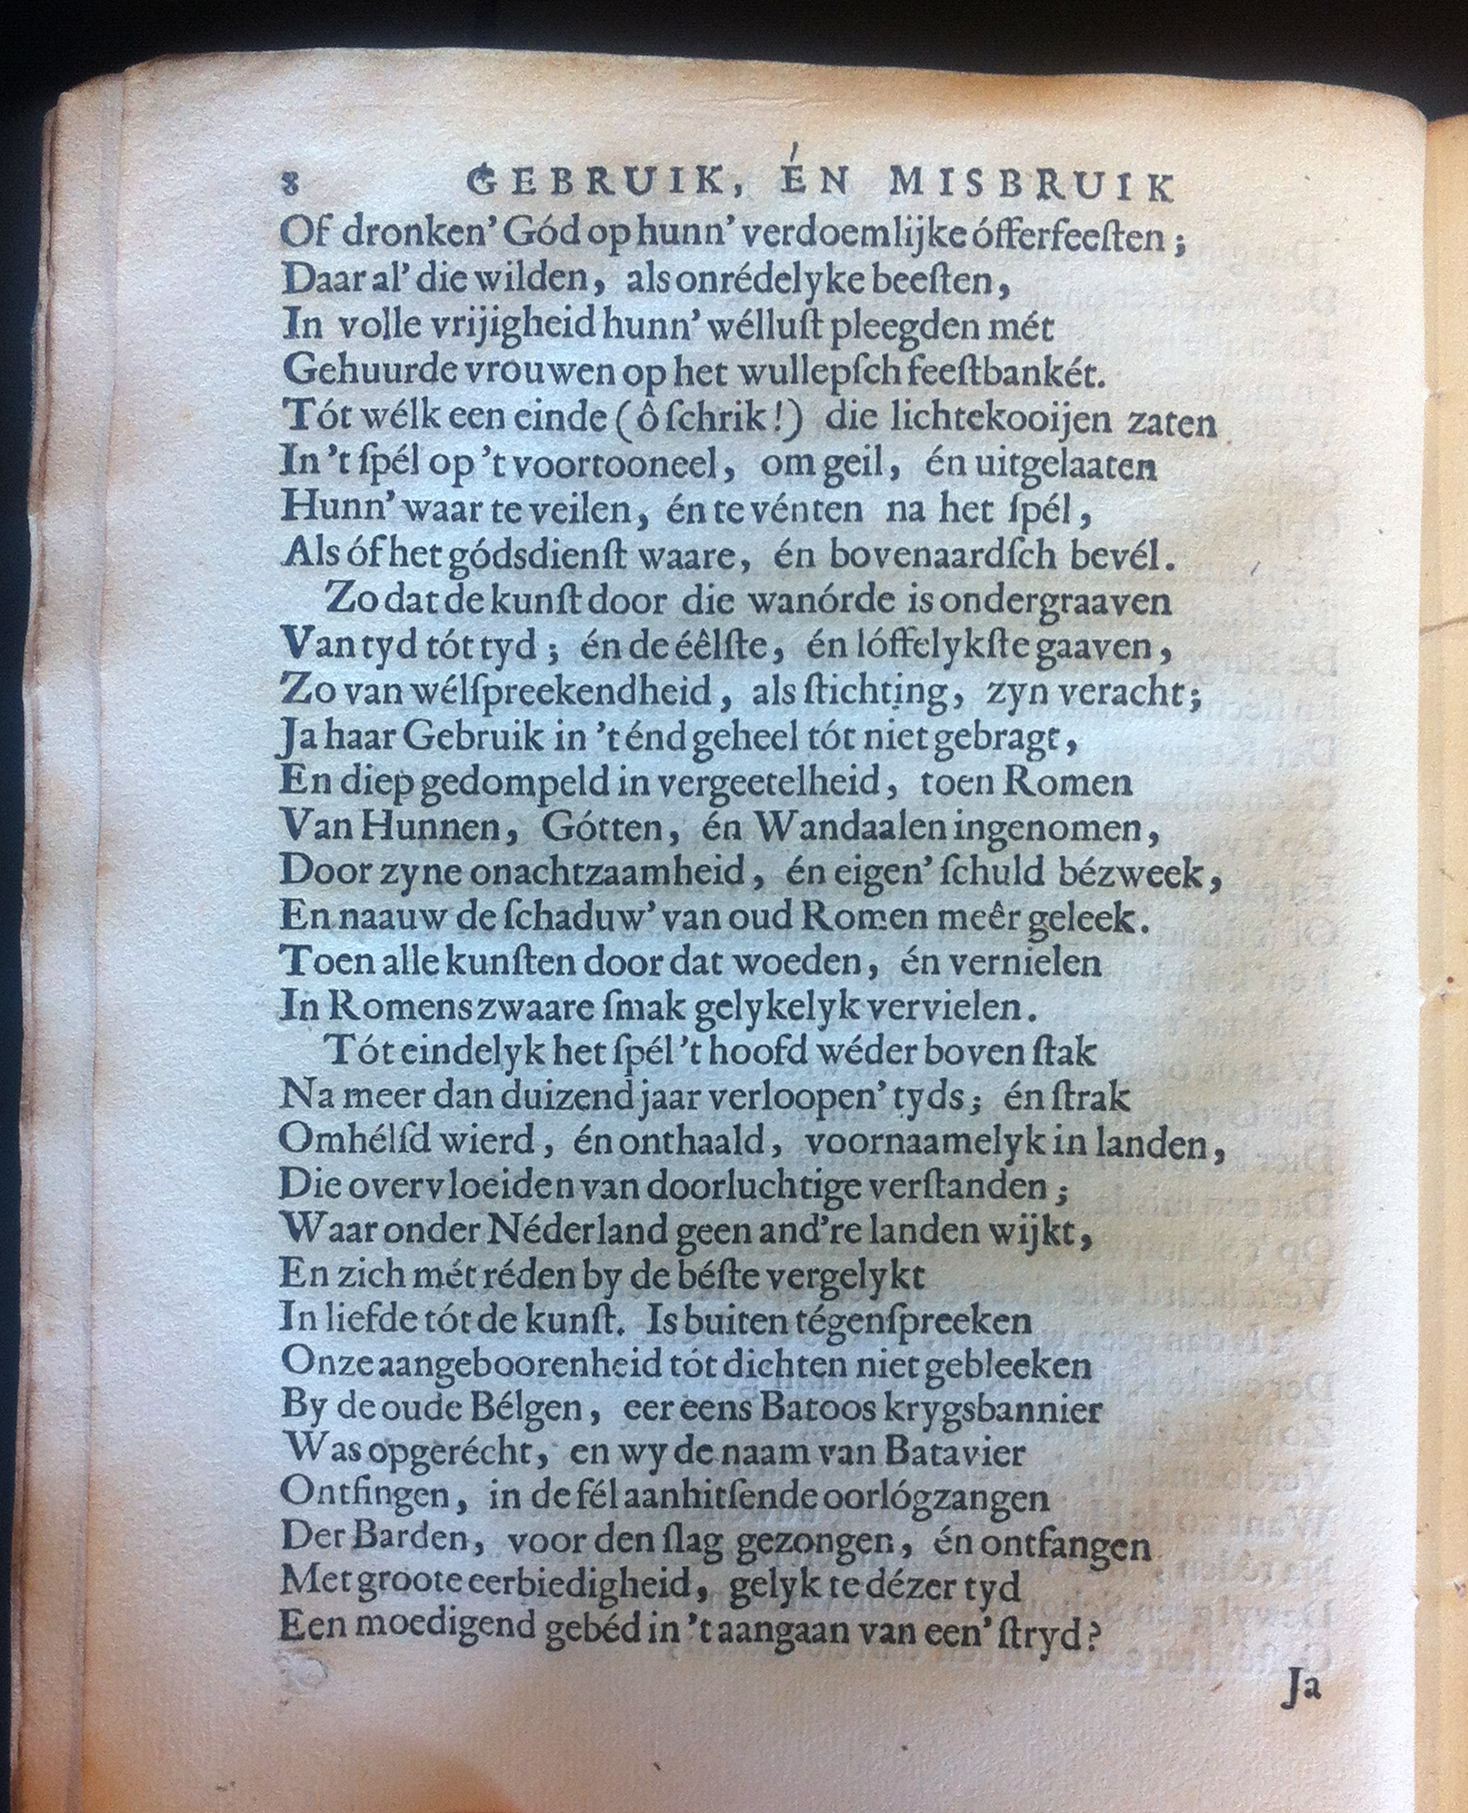 8 GEBRUIK, ÉN MISBRUIK
Of dronken' Gód op hunn' verdoemlijke ófferfeeſten;
Daar al' die wilden, als onrédelyke beeſten,
In volle vrijigheid hunn' wélluſt pleegden mét
Gehuurde vrouwen op het wullepſch feeſtbankét.
Tót wélk een einde (ô ſchrik!) die lichtekooijen zaten
In 't ſpél op 't voortooneel, om geil, én uitgelaaten
Hunn' waar te veilen, én te vénten na het ſpél,
Als óf het gódsdienſt waare, én bovenaardſch bevél.
Zo dat de kunſt door die wanórde is ondergraaven
Van tyd tót tyd; én de éêlſte, én lóffelykſte gaaven,
Zo van wélſpreekendheid, als ſtichting, zyn veracht;
Ja haar Gebruik in 't énd geheel tót niet gebragt,
En diep gedompeld in vergeetelheid, toen Romen
Van Hunnen, Gótten, én Wandaalen ingenomen,
Door zyne onachtzaamheid, én eigen' ſchuld bézweek,
En naauw de ſchaduw' van oud Romen meêr geleek.
Toen alle kunſten door dat woeden, én vernielen
In Romens zwaare ſmak gelykelyk vervielen.
Tót eindelyk het ſpél 't hoofd wéder boven ſtak
Na meer dan duizend jaar verloopen' tyds; én ſtrak
Omhélſd wierd, én onthaald, voornaamelyk in landen,
Die overvloeiden van doorluchtige verſtanden;
Waar onder Néderland geen and're landen wijkt,
En zich mét réden by de béſte vergelykt
In liefde tót de kunſt. Is buiten tégenſpreeken
Onze aangeboorenheid tót dichten niet gebleeken
By de oude Bélgen, eer eens Batoos krygsbannier
Was opgerécht, en wy de naam van Batavier
Ontfingen, in de fél aanhitſende oorlógzangen
Der Barden, voor den ſlag gezongen, én ontfangen
Met groote eerbiedigheid, gelyk te dézer tyd
Een moedigend gebéd in 't aangaan van een' ſtryd?
Ja